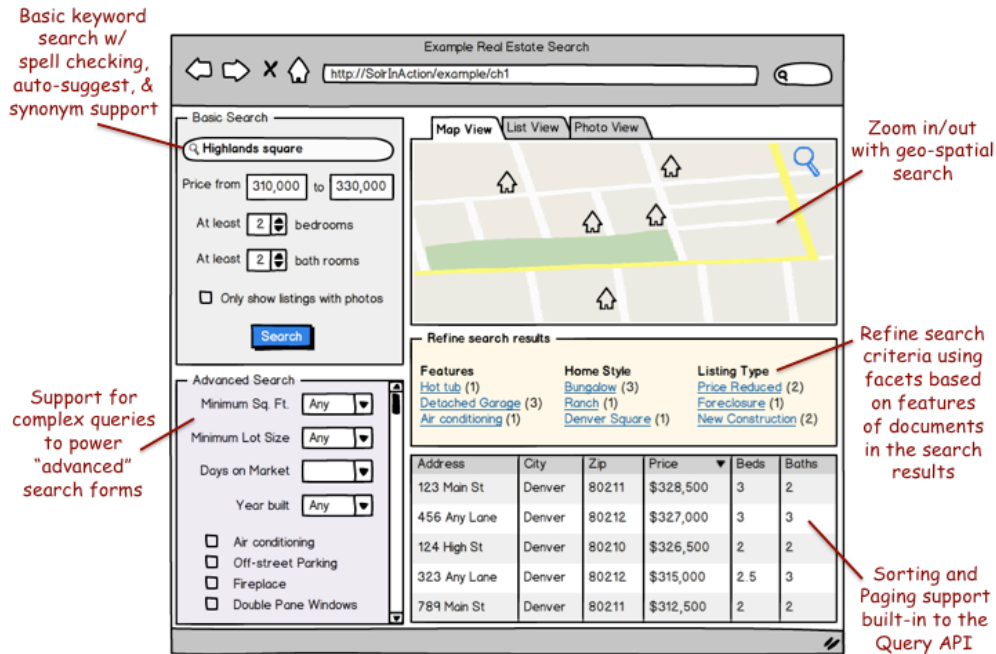 Basic keyword
search w/
spell checking,
auto-suggest, &
synonym support
Example Real Estate Search
http://SolrInAction/example/ch1
Basic Search
Highlands square
Price from 310,000 to 330,000
At least 2 bedrooms
At least 2 bath rooms
Only show listings with photos
Search
Map View List View Photo View
Zoom in/out
with geo-spatial
search
Refine search results
Features Home Style Listing Type
Hot tub (1) Bungalow (3) Price Reduced (2)
Detached Garage (3) Ranch (1) Foreclosure (1)
Air conditioning (1) Denver Square (1) New Construction (2)
Refine search
criteria using
facets based
on features
of documents
in the search
results
Support for
complex queries
to power
“advanced”
search forms
Advanced Search
Minimum Sq. Ft. Any
Minimum Lot Size Any
Days on Market
Year built Any
Air conditioning
Off-street Parking
Fireplace
Double Pane Windows
Address City Zip Price Beds Baths
123 Main St Denver 80211 $328,500 3 2
456 Any Lane Denver 80212 $327,000 3 3
124 High St Denver 80210 $326,500 2 2
323 Any Lane Denver 80212 $315,000 2.5 3
789 Main St Denver 80211 $312,500 2 2
Sorting and
Paging support
built-in to the
Query API